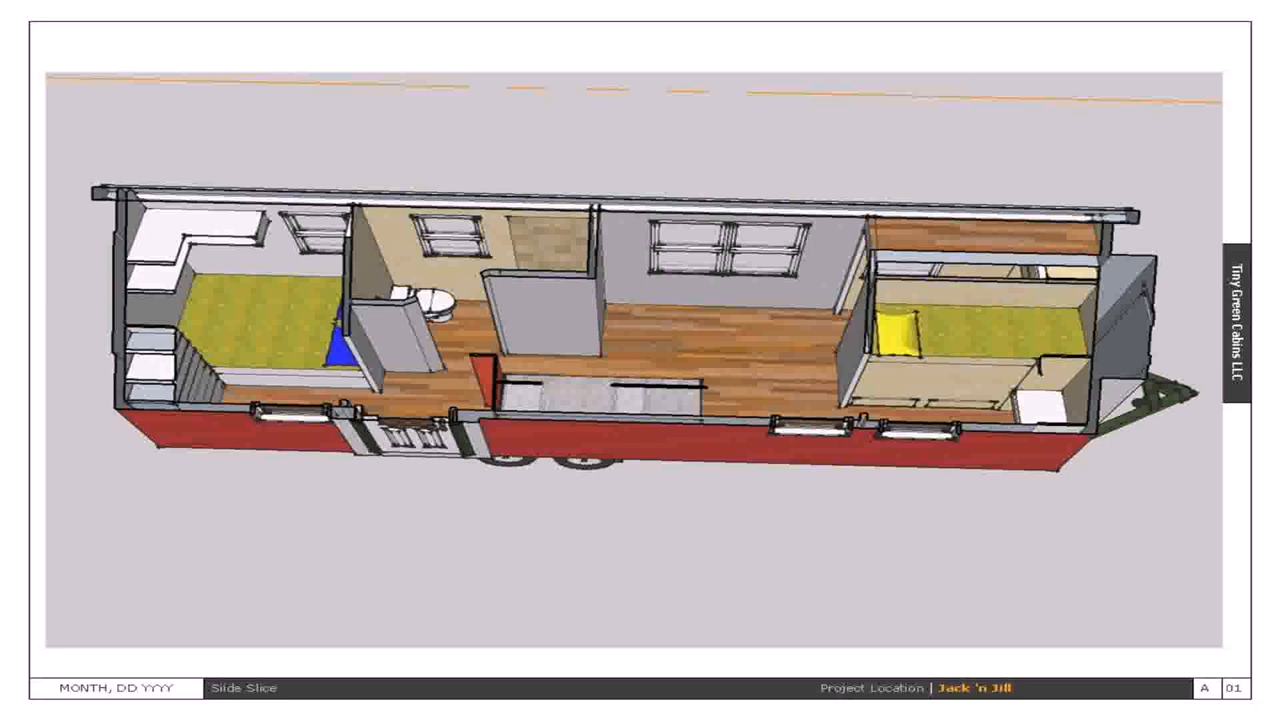 Tiny Green Cabins LLC
MONTH, DD YYYY
Slide Slice
Project Location | Jack 'n Jill
A 01